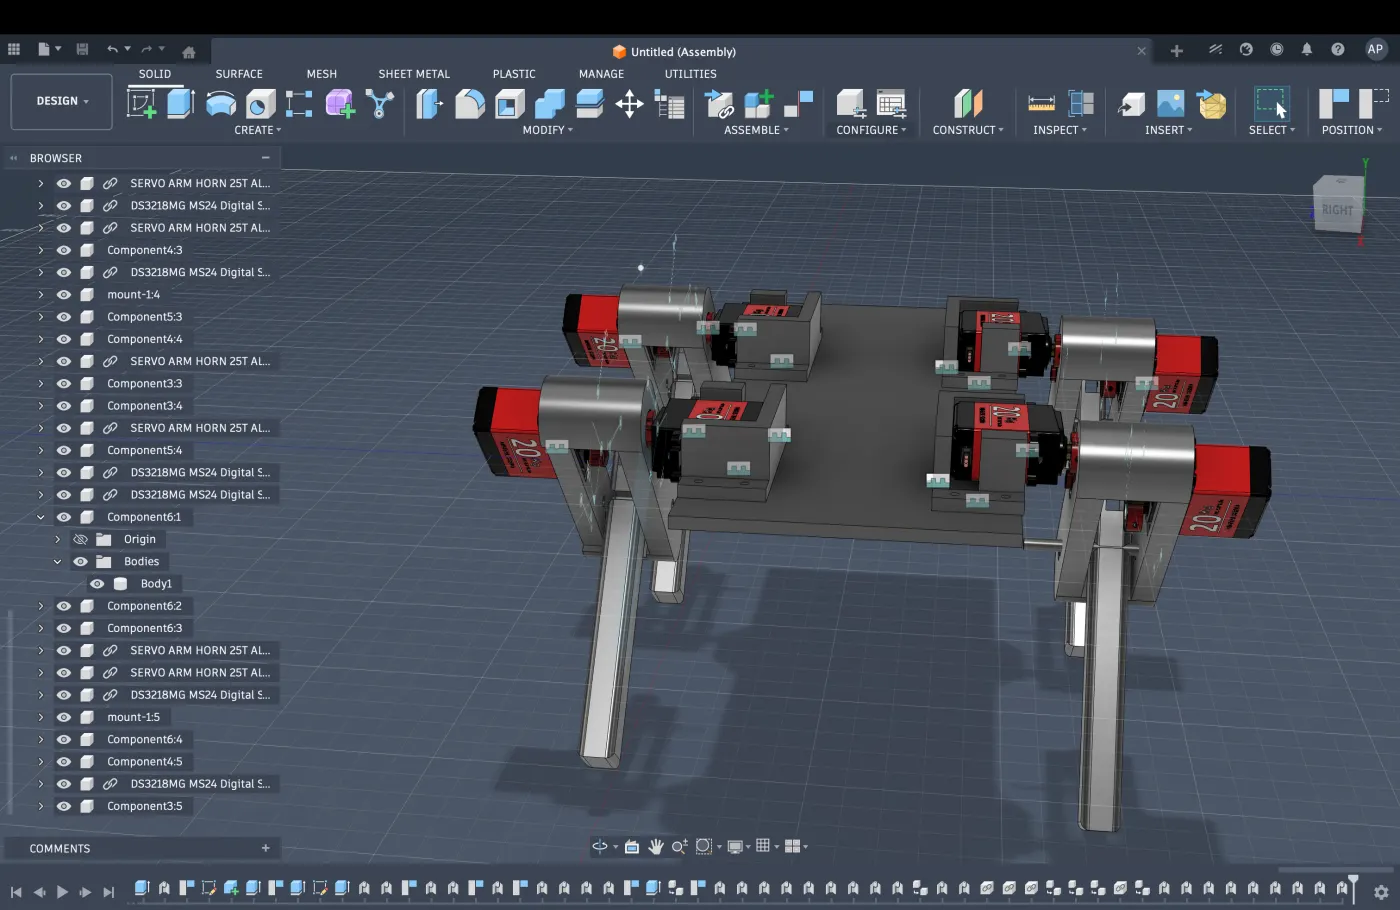 Untitled (Assembly)
AP
DESIGN
SOLID
SURFACE
MESH
SHEET METAL
PLASTIC
MANAGE
UTILITIES
CREATE
MODIFY
ASSEMBLE
CONFIGURE
CONSTRUCT
INSPECT
INSERT
SELECT
POSITION
BROWSER
SERVO ARM HORN 25T AL...
DS3218MG MS24 Digital S...
SERVO ARM HORN 25T AL...
Component4:3
DS3218MG MS24 Digital S...
mount-1:4
Component5:3
Component4:4
SERVO ARM HORN 25T AL...
Component3:3
Component3:4
SERVO ARM HORN 25T AL...
Component5:4
DS3218MG MS24 Digital S...
DS3218MG MS24 Digital S...
Component6:1
Origin
Bodies
Body1
Component6:2
Component6:3
SERVO ARM HORN 25T AL...
SERVO ARM HORN 25T AL...
DS3218MG MS24 Digital S...
mount-1:5
Component6:4
Component4:5
DS3218MG MS24 Digital S...
Component3:5
COMMENTS
Y
RIGHT
20
20
20
20
20